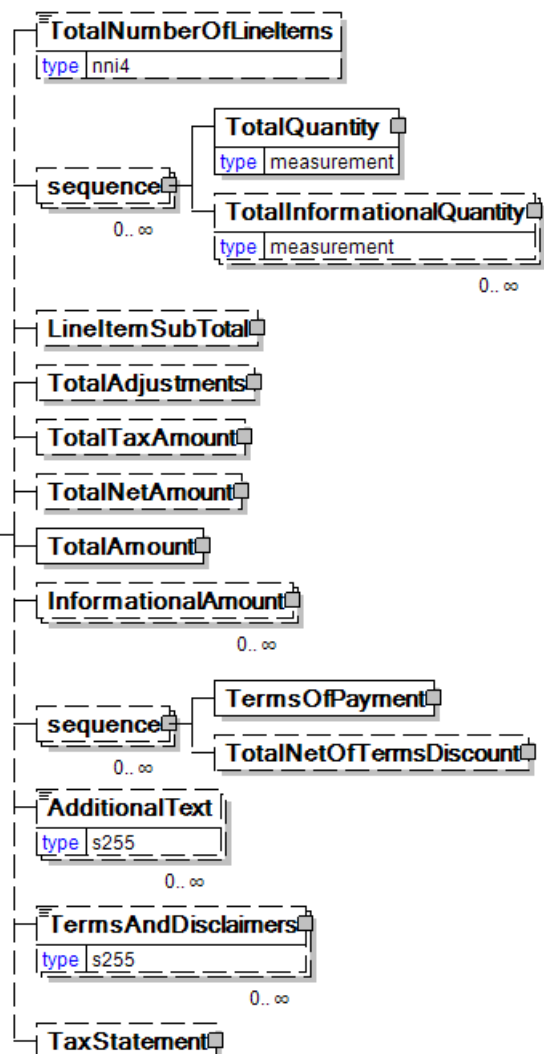 TotalNumberOfLineItems
type nni4
TotalQuantity
type measurement
sequence
0.. ∞
TotalInformationalQuantity
type measurement
0.. ∞
LineItemSubTotal
TotalAdjustments
TotalTaxAmount
TotalNetAmount
TotalAmount
InformationalAmount
0.. ∞
TermsOfPayment
sequence
0.. ∞
TotalNetOfTermsDiscount
AdditionalText
type s255
0.. ∞
TermsAndDisclaimers
type s255
0.. ∞
TaxStatement